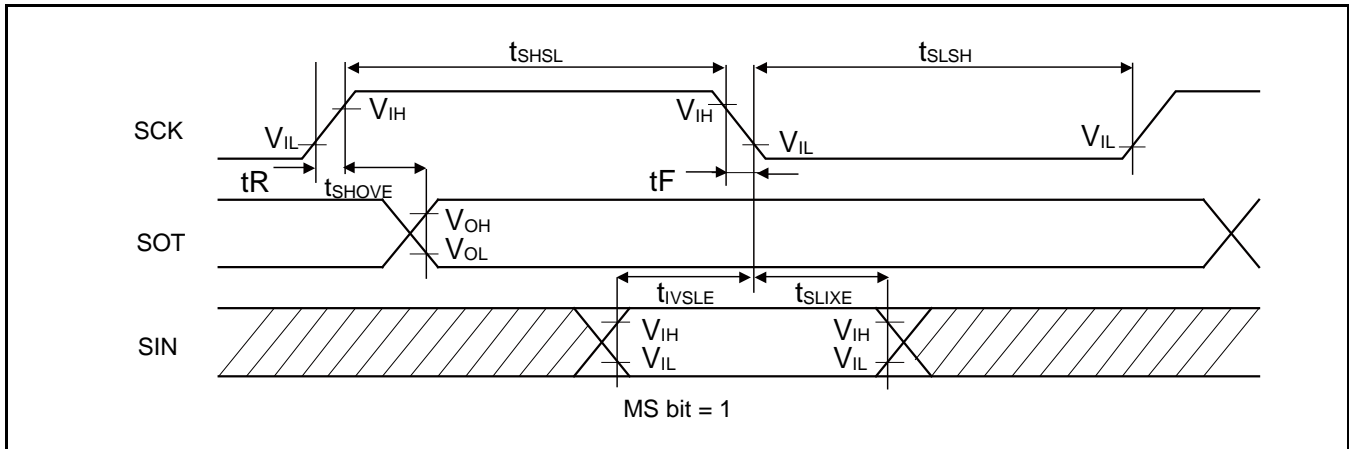 tSHSL
tSLSH
SCK
VIL
VIH
VIH
VIL
VIL
tR
tSHOVE
tF
SOT
VOH
VOL
tIVSLE
tSLIXE
SIN
VIH
VIL
VIH
VIL
MS bit = 1